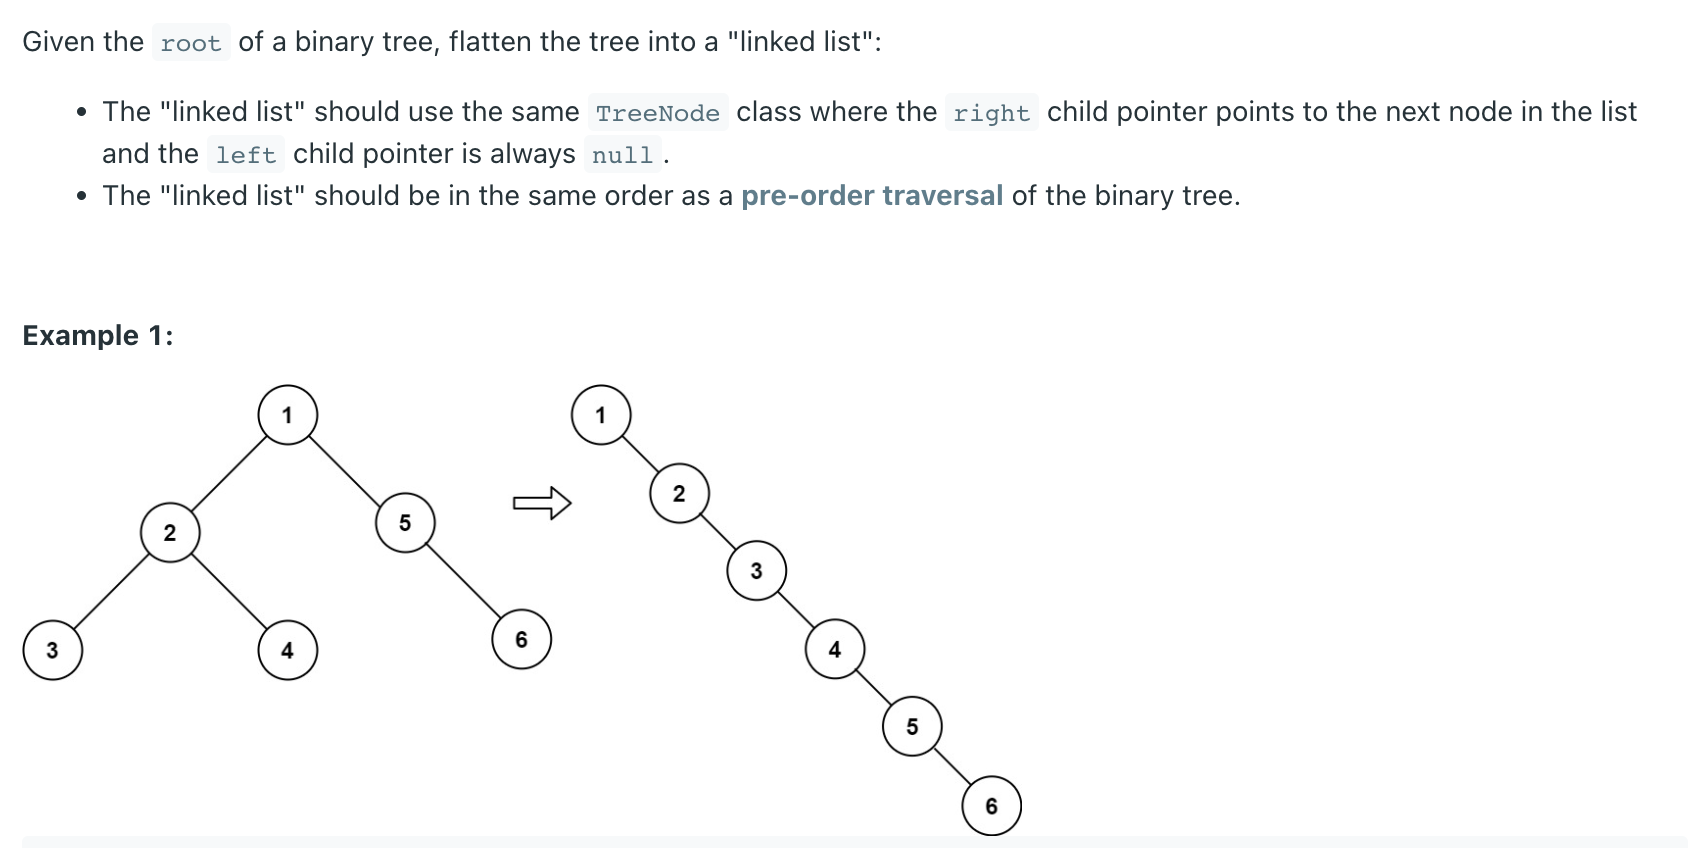 Given the root of a binary tree, flatten the tree into a "linked list":
• The "linked list" should use the same TreeNode class where the right child pointer points to the next node in the list
and the left child pointer is always null.
• The "linked list" should be in the same order as a pre-order traversal of the binary tree.
Example 1:
1
2
5
3
4
6
1
2
3
4
5
6